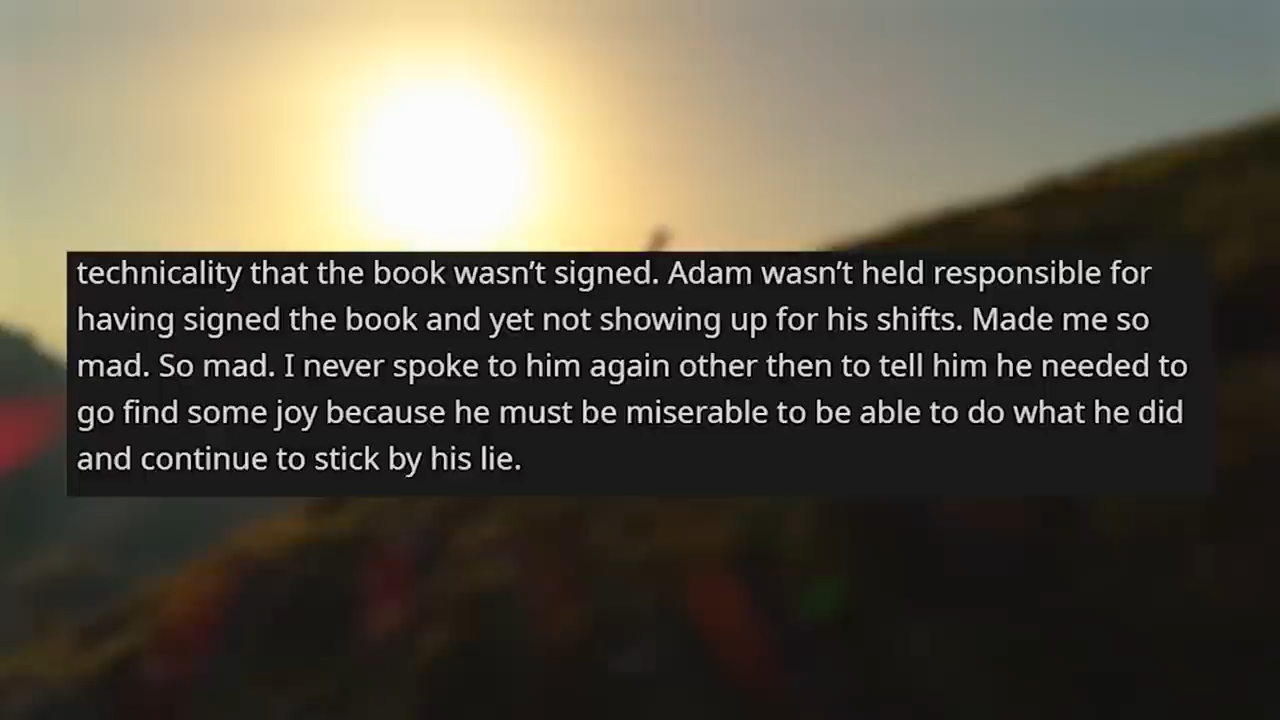 technicality that the book wasn’t signed. Adam wasn’t held responsible for
having signed the book and yet not showing up for his shifts. Made me so
mad. So mad. I never spoke to him again other then to tell him he needed to
go find some joy because he must be miserable to be able to do what he did
and continue to stick by his lie.